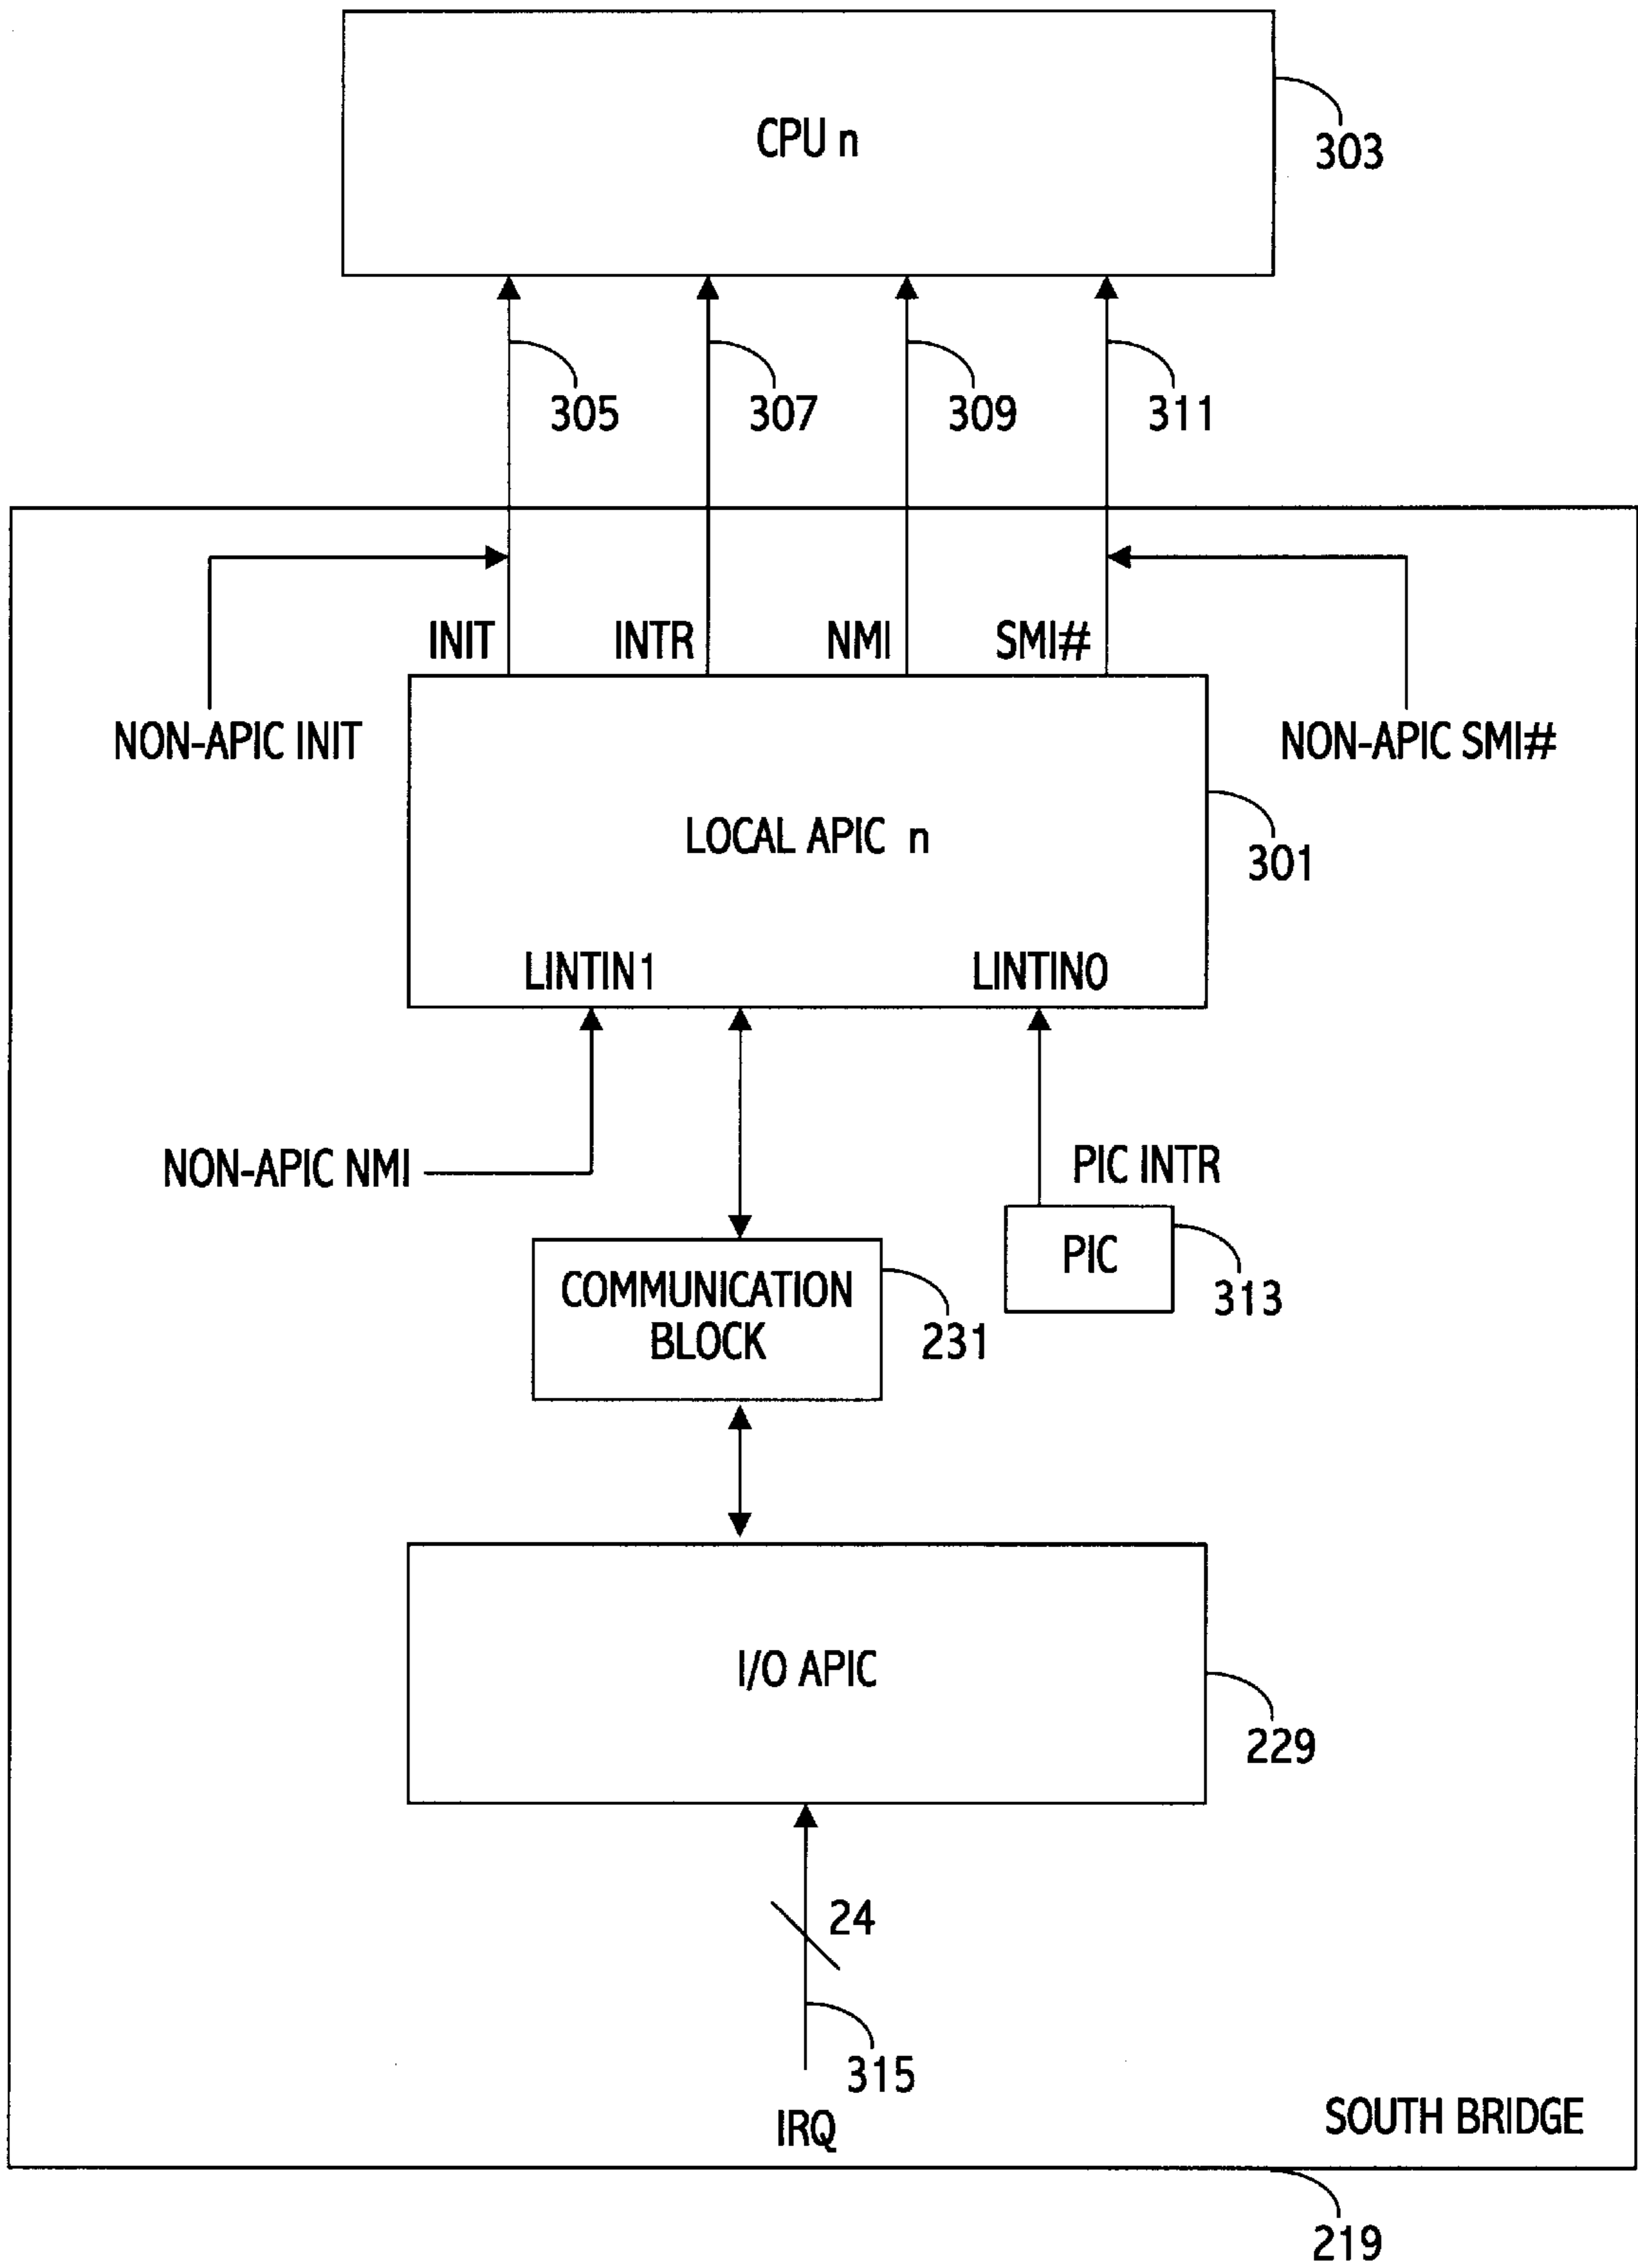 CPU n
303
305
307
309
311
INIT
INTR
NMI
SMI#
NON-APIC INIT
NON-APIC SMI#
LOCAL APIC n
301
LINTIN1
LINTIN0
NON-APIC NMI
PIC INTR
PIC
313
COMMUNICATION
BLOCK
231
I/O APIC
229
24
315
IRQ
SOUTH BRIDGE
219